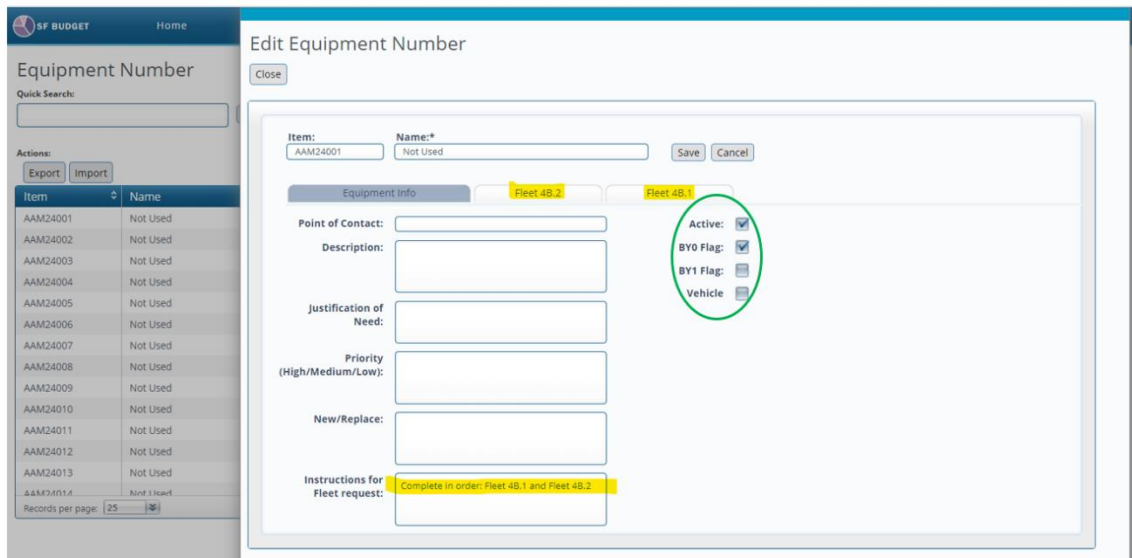 SF BUDGET
Home
Equipment Number
Quick Search:
Actions:
Export Import
Item Name
AAM24001 Not Used
AAM24002 Not Used
AAM24003 Not Used
AAM24004 Not Used
AAM24005 Not Used
AAM24006 Not Used
AAM24007 Not Used
AAM24008 Not Used
AAM24009 Not Used
AAM24010 Not Used
AAM24011 Not Used
AAM24012 Not Used
AAM24013 Not Used
AAM24014 Not Used
Records per page: 25
Edit Equipment Number
Close
Item: Name:*
AAM24001 Not Used Save Cancel
Equipment Info Fleet 4B.2 Fleet 4B.1
Point of Contact:
Description:
Justification of
Need:
Priority
(High/Medium/Low):
New/Replace:
Instructions for
Fleet request:
Complete in order: Fleet 4B.1 and Fleet 4B.2
Active:
BY0 Flag:
BY1 Flag:
Vehicle